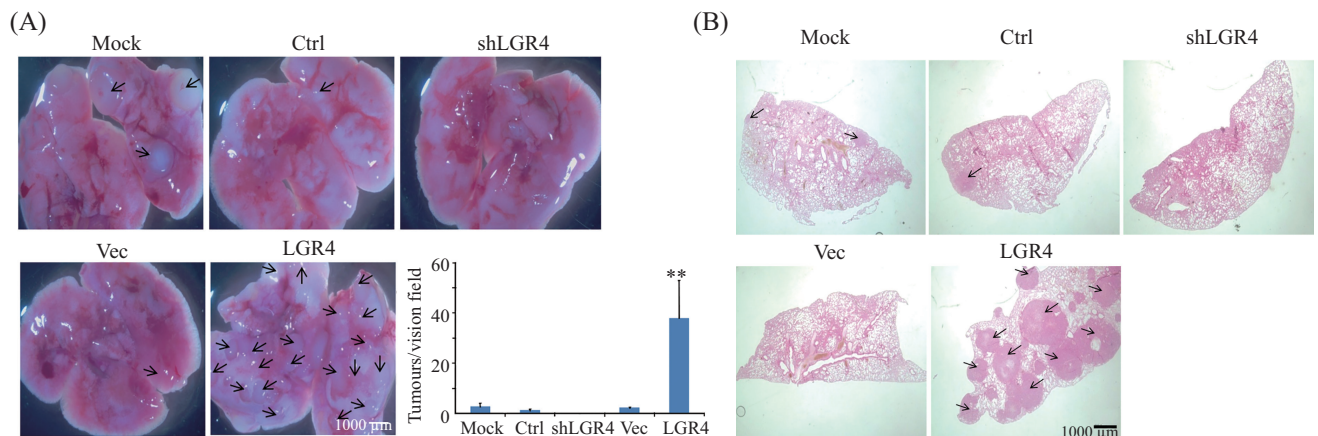 (A)
Mock Ctrl shLGR4
Vec LGR4
1000 µm
Tumours/vision field
60
40
20
0
**
Mock Ctrl shLGR4 Vec LGR4
(B)
Mock Ctrl shLGR4
Vec LGR4
1000 µm